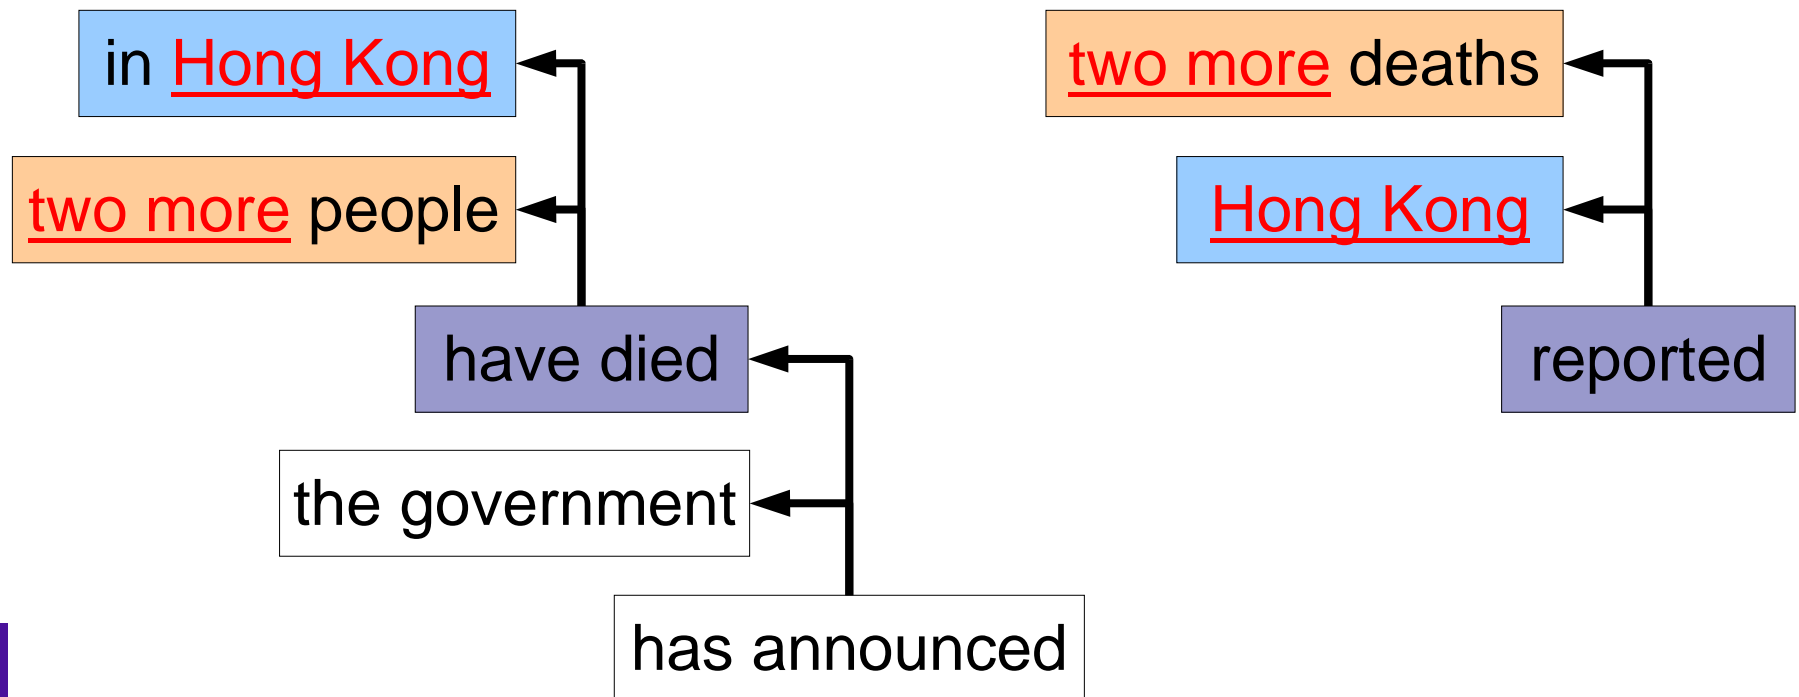 in Hong Kong
two more people
have died
the government
has announced
two more deaths
Hong Kong
reported